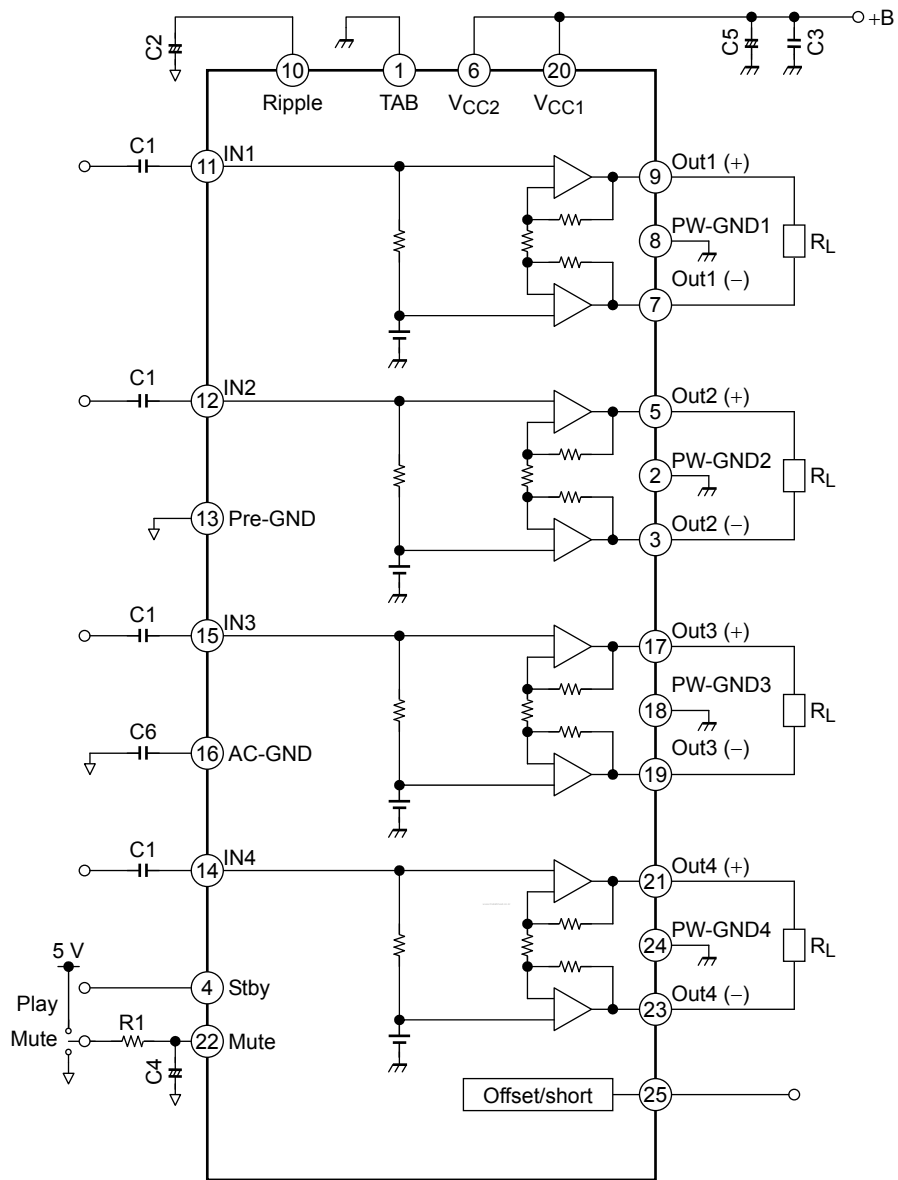 C2
C5
C3
+B
10
1
6
20
Ripple
TAB
VCC2
VCC1
C1
11
IN1
9
Out1 (+)
8
PW-GND1
RL
7
Out1 (−)
C1
12
IN2
5
Out2 (+)
2
PW-GND2
RL
13
Pre-GND
3
Out2 (−)
C1
15
IN3
17
Out3 (+)
18
PW-GND3
RL
C6
16
AC-GND
19
Out3 (−)
C1
14
IN4
21
Out4 (+)
24
PW-GND4
RL
5 V
Play
4
Stby
23
Out4 (−)
Mute
R1
22
Mute
C4
Offset/short
25